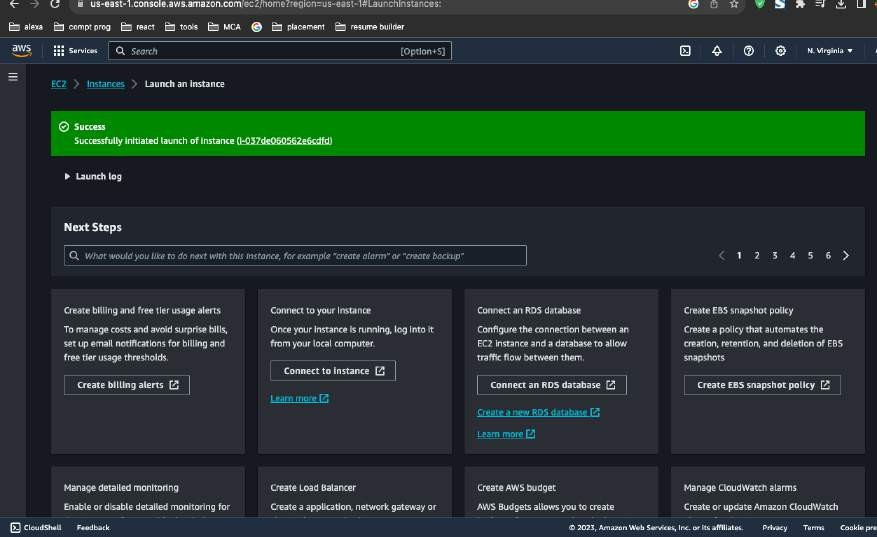 us-east-1.console.aws.amazon.com/ec2/home?region=us-east-1#LaunchInstances:
alexa compt prog react tools MCA placement resume builder
aws Services Search [Option+S] N. Virginia
EC2 Instances Launch an instance
Success
Successfully initiated launch of instance (i-037de060562e6cdfd)
Launch log
Next Steps
What would you like to do next with this instance, for example "create alarm" or "create backup"
1 2 3 4 5 6
Create billing and free tier usage alerts
To manage costs and avoid surprise bills,
set up email notifications for billing and
free tier usage thresholds.
Create billing alerts
Connect to your instance
Once your instance is running, log into it
from your local computer.
Connect to instance
Learn more
Connect an RDS database
Configure the connection between an
EC2 instance and a database to allow
traffic flow between them.
Connect an RDS database
Create a new RDS database
Learn more
Create EBS snapshot policy
Create a policy that automates the
creation, retention, and deletion of EBS
snapshots
Create EBS snapshot policy
Manage detailed monitoring
Enable or disable detailed monitoring for
Create Load Balancer
Create a application, network gateway or
Create AWS budget
AWS Budgets allows you to create
Manage CloudWatch alarms
Create or update Amazon CloudWatch
CloudShell Feedback © 2023, Amazon Web Services, Inc. or its affiliates. Privacy Terms Cookie pre